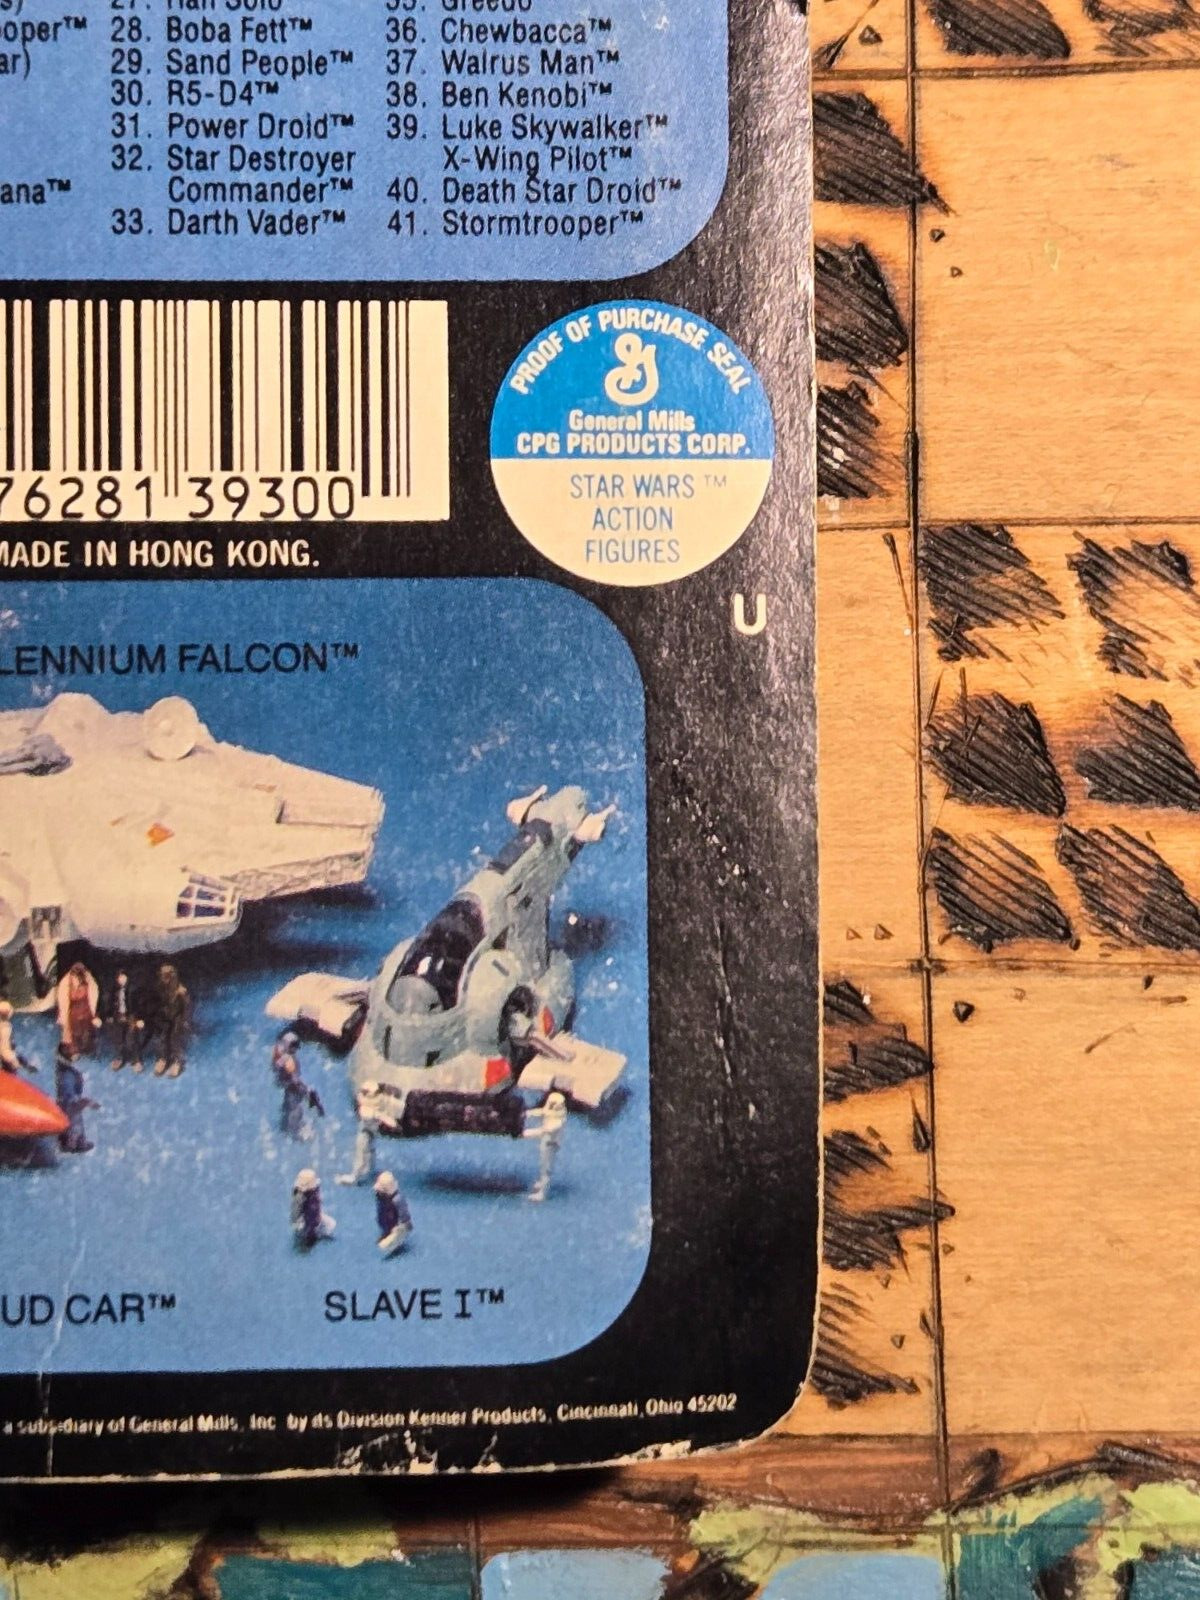 28. Boba Fett™
29. Sand People™
30. R5-D4™
31. Power Droid™
32. Star Destroyer
Commander™
33. Darth Vader™
36. Chewbacca™
37. Walrus Man™
38. Ben Kenobi™
39. Luke Skywalker™
X-Wing Pilot™
40. Death Star Droid™
41. Stormtrooper™
76281 39300
MADE IN HONG KONG.
PROOF OF PURCHASE SEAL
General Mills
CPG PRODUCTS CORP.
STAR WARS™
ACTION
FIGURES
U
LENNIUM FALCON™
UD CAR™
SLAVE I™
a subsidiary of General Mills, Inc. by its Division Kenner Products, Cincinnati, Ohio 45202